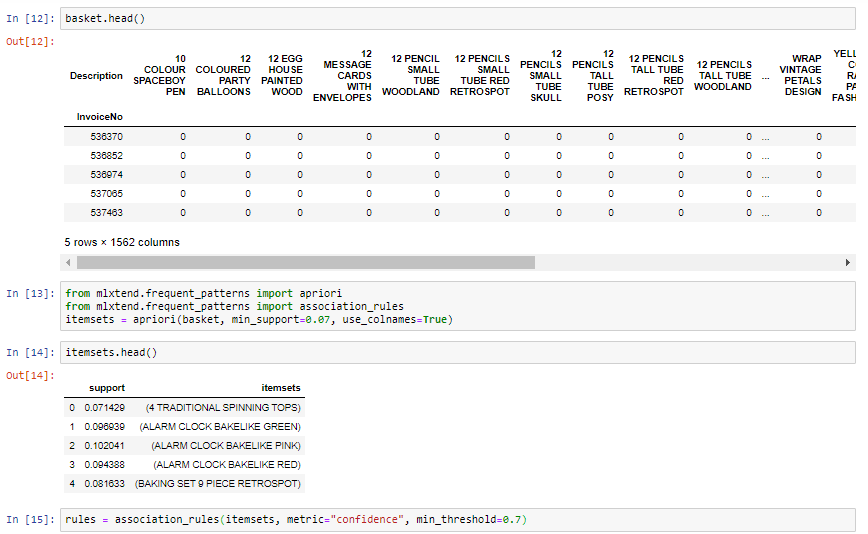 In [12]: basket.head()
Out[12]:
Description 10 COLOUR SPACEBOY PEN 12 COLOURED PARTY BALLOONS 12 EGG HOUSE PAINTED WOOD 12 MESSAGE CARDS WITH ENVELOPES 12 PENCIL SMALL TUBE WOODLAND 12 PENCILS SMALL TUBE RED RETROSPOT 12 PENCILS SMALL TUBE SKULL 12 PENCILS TALL TUBE POSY 12 PENCILS TALL TUBE RED RETROSPOT 12 PENCILS TALL TUBE WOODLAND ... WRAP VINTAGE PETALS DESIGN YELL CO RA PA FASH
InvoiceNo
536370 0 0 0 0 0 0 0 0 0 0 ... 0
536852 0 0 0 0 0 0 0 0 0 0 ... 0
536974 0 0 0 0 0 0 0 0 0 0 ... 0
537065 0 0 0 0 0 0 0 0 0 0 ... 0
537463 0 0 0 0 0 0 0 0 0 0 ... 0
5 rows × 1562 columns
In [13]: from mlxtend.frequent_patterns import apriori
from mlxtend.frequent_patterns import association_rules
itemsets = apriori(basket, min_support=0.07, use_colnames=True)
In [14]: itemsets.head()
Out[14]:
support itemsets
0 0.071429 (4 TRADITIONAL SPINNING TOPS)
1 0.096939 (ALARM CLOCK BAKELIKE GREEN)
2 0.102041 (ALARM CLOCK BAKELIKE PINK)
3 0.094388 (ALARM CLOCK BAKELIKE RED)
4 0.081633 (BAKING SET 9 PIECE RETROSPOT)
In [15]: rules = association_rules(itemsets, metric="confidence", min_threshold=0.7)